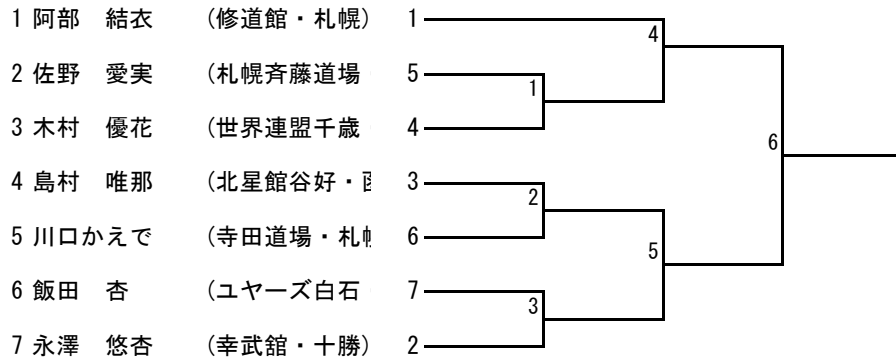 1 阿部　結衣　（修道館・札幌） 1
2 佐野　愛実　（札幌斉藤道場 5
3 木村　優花　（世界連盟千歳 4
4 島村　唯那　（北星館谷好・ 3
5 川口かえで　（寺田道場・札 6
6 飯田　杏　（ユヤーズ白石 7
7 永澤　悠杏　（幸武舘・十勝） 2
4
1
6
2
5
3